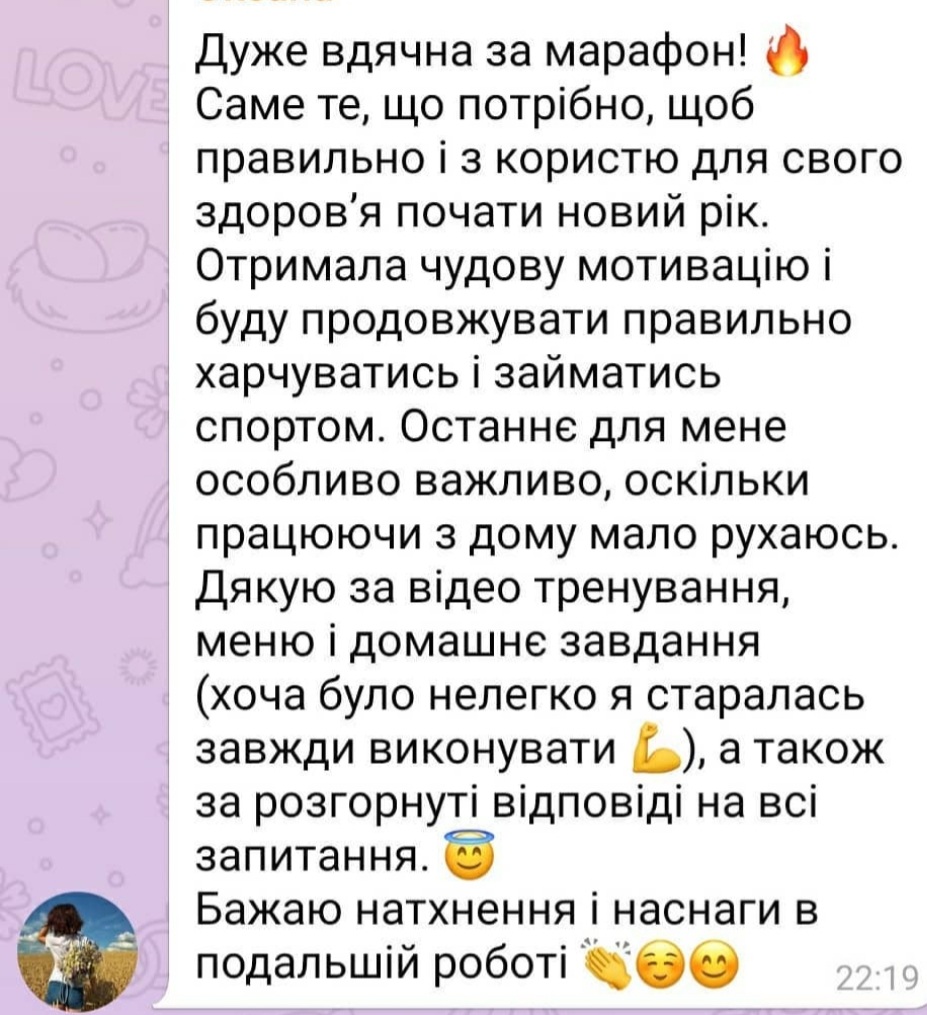 Дуже вдячна за марафон! 🔥
Саме те, що потрібно, щоб
правильно і з користю для свого
здоров’я почати новий рік.
Отримала чудову мотивацію і
буду продовжувати правильно
харчуватись і займатись
спортом. Останнє для мене
особливо важливо, оскільки
працюючи з дому мало рухаюсь.
Дякую за відео тренування,
меню і домашнє завдання
(хоча було нелегко я старалась
завжди виконувати 💪), а також
за розгорнуті відповіді на всі
запитання. 😇
Бажаю натхнення і наснаги в
подальшій роботі 👏☺️😊
22:19
LOVE